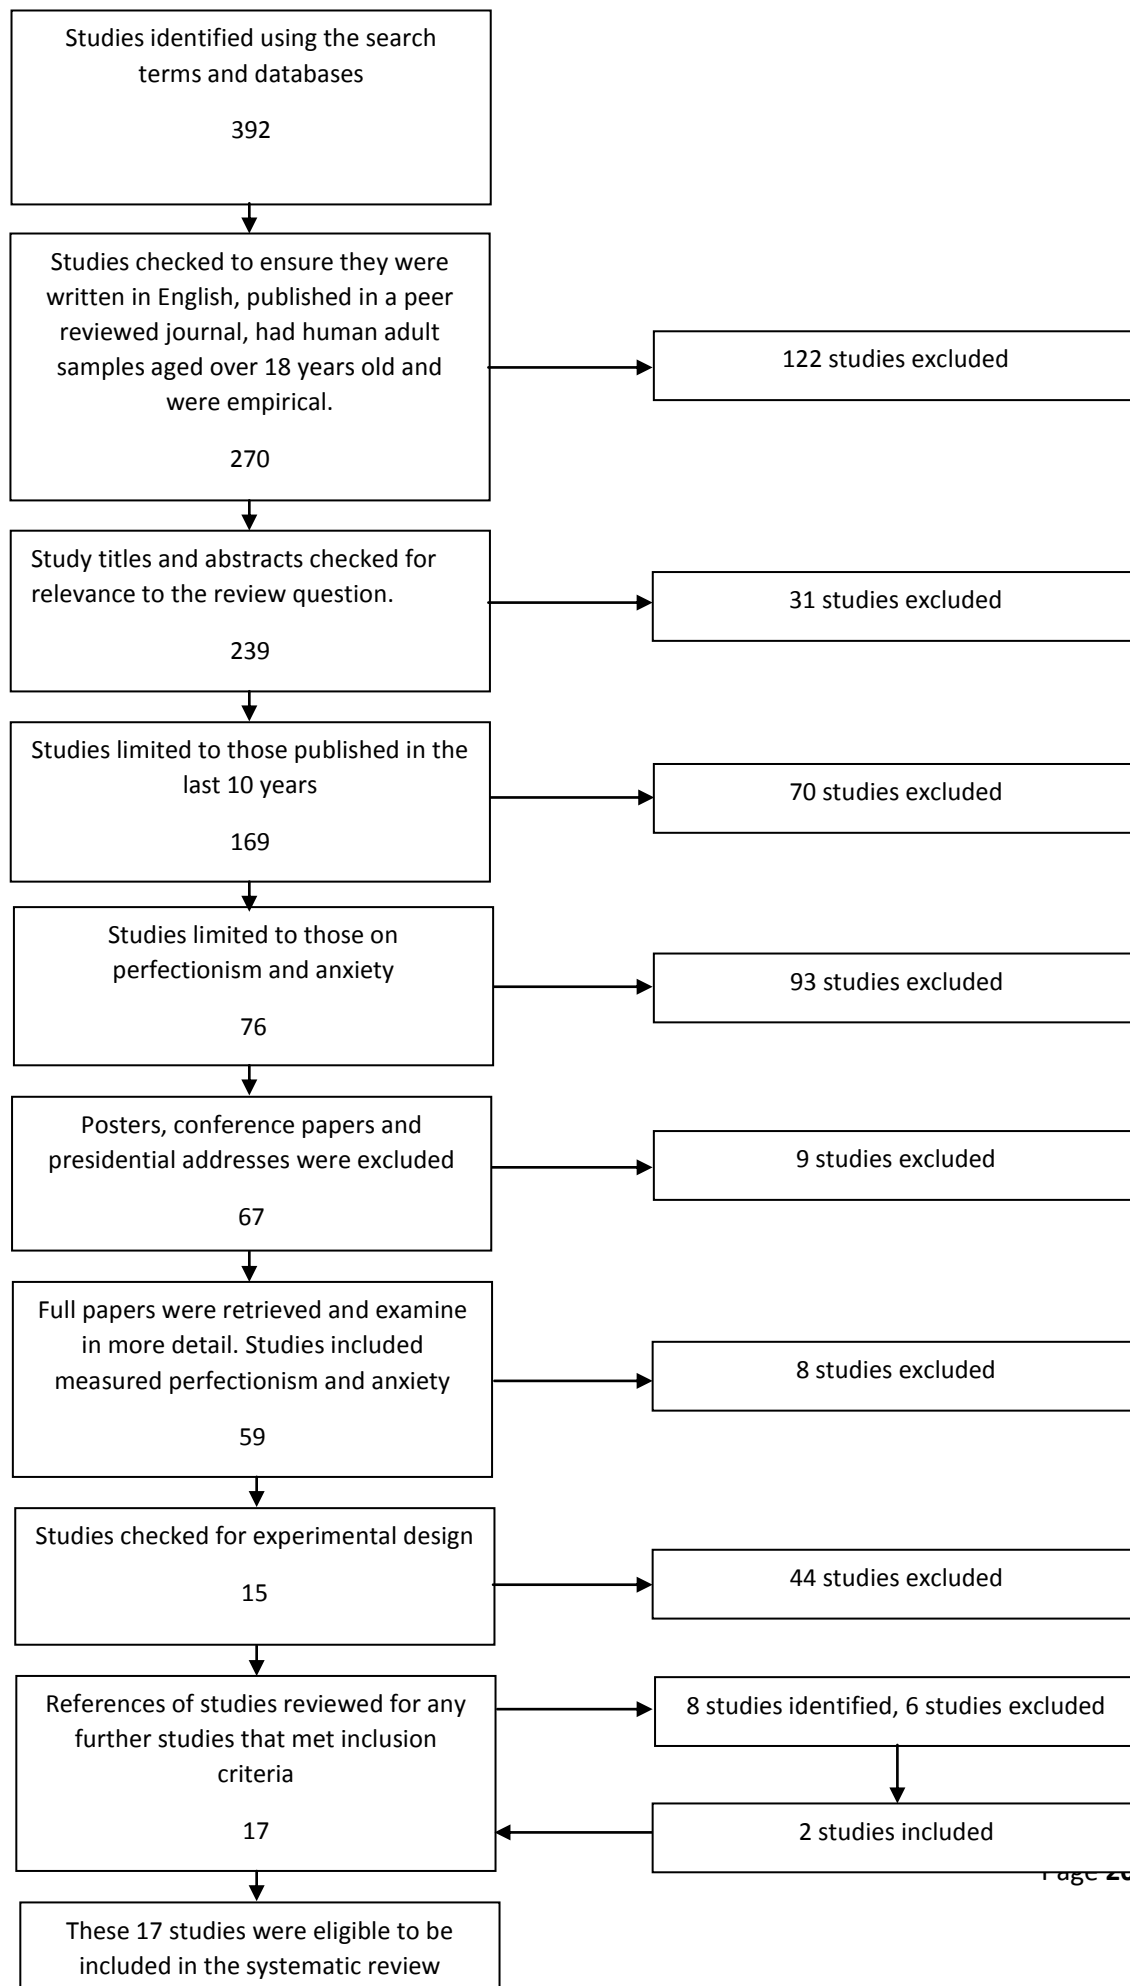 Studies identified using the search
terms and databases
392
Studies checked to ensure they were
written in English, published in a peer
reviewed journal, had human adult
samples aged over 18 years old and
were empirical.
270
122 studies excluded
Study titles and abstracts checked for
relevance to the review question.
239
31 studies excluded
Studies limited to those published in the
last 10 years
169
70 studies excluded
Studies limited to those on
perfectionism and anxiety
76
93 studies excluded
Posters, conference papers and
presidential addresses were excluded
67
9 studies excluded
Full papers were retrieved and examine
in more detail. Studies included
measured perfectionism and anxiety
59
8 studies excluded
Studies checked for experimental design
15
44 studies excluded
References of studies reviewed for any
further studies that met inclusion
criteria
17
8 studies identified, 6 studies excluded
2 studies included
Page
These 17 studies were eligible to be
included in the systematic review